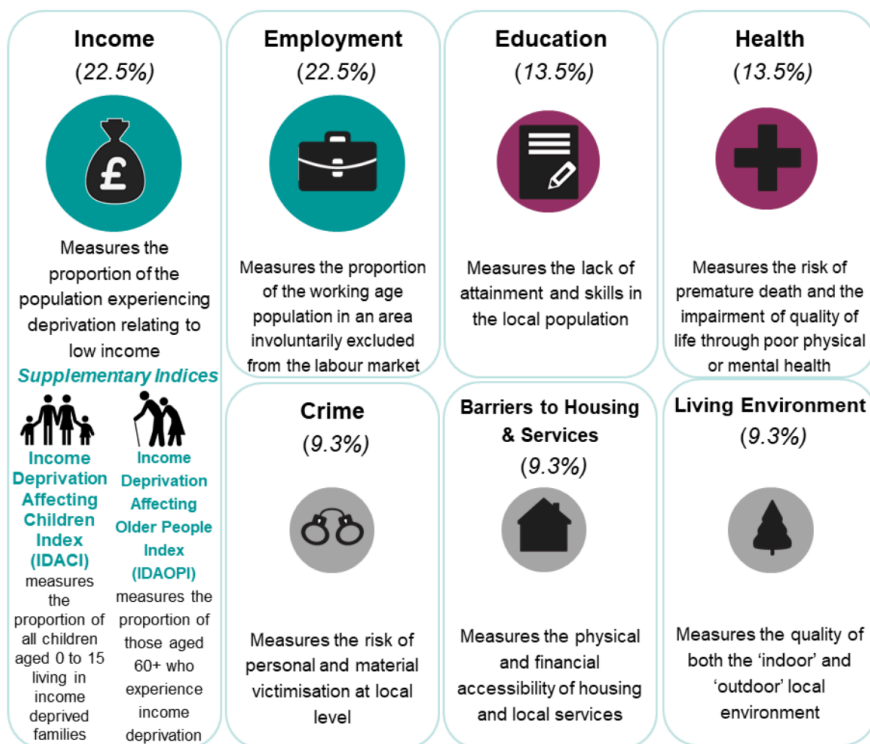 Income
(22.5%)
£
Measures the
proportion of the
population experiencing
deprivation relating to
low income
Supplementary Indices
Income
Deprivation
Affecting
Children
Index
(IDACI)
measures
the
proportion of
all children
aged 0 to 15
living in
income
deprived
families
Income
Deprivation
Affecting
Older People
Index
(IDAOPI)
measures the
proportion of
those aged
60+ who
experience
income
deprivation
Employment
(22.5%)
Measures the proportion
of the working age
population in an area
involuntarily excluded
from the labour market
Education
(13.5%)
Measures the lack of
attainment and skills in
the local population
Health
(13.5%)
Measures the risk of
premature death and the
impairment of quality of
life through poor physical
or mental health
Crime
(9.3%)
Measures the risk of
personal and material
victimisation at local
level
Barriers to Housing
& Services
(9.3%)
Measures the physical
and financial
accessibility of housing
and local services
Living Environment
(9.3%)
Measures the quality of
both the ‘indoor’ and
‘outdoor’ local
environment